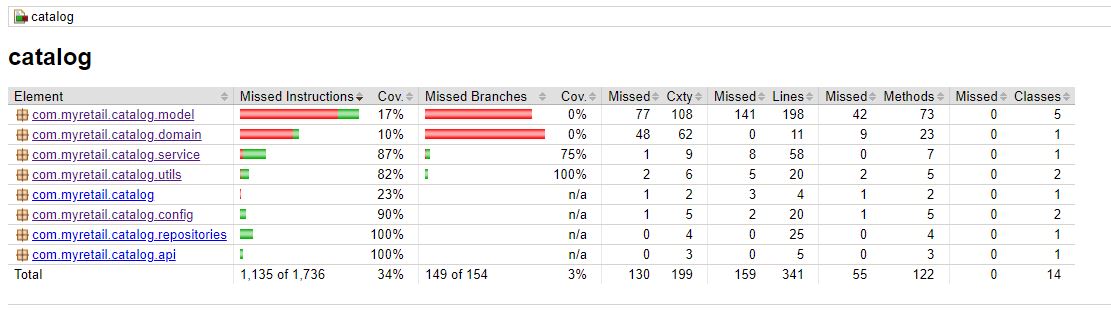 catalog
catalog
Element Missed Instructions Cov. Missed Branches Cov. Missed Cxty Missed Lines Missed Methods Missed Classes
com.myretail.catalog.model 17% 0% 77 108 141 198 42 73 0 5
com.myretail.catalog.domain 10% 0% 48 62 0 11 9 23 0 1
com.myretail.catalog.service 87% 75% 1 9 8 58 0 7 0 1
com.myretail.catalog.utils 82% 100% 2 6 5 20 2 5 0 2
com.myretail.catalog 23% n/a 1 2 3 4 1 2 0 1
com.myretail.catalog.config 90% n/a 1 5 2 20 1 5 0 2
com.myretail.catalog.repositories 100% n/a 0 4 0 25 0 4 0 1
com.myretail.catalog.api 100% n/a 0 3 0 5 0 3 0 1
Total 1,135 of 1,736 34% 149 of 154 3% 130 199 159 341 55 122 0 14